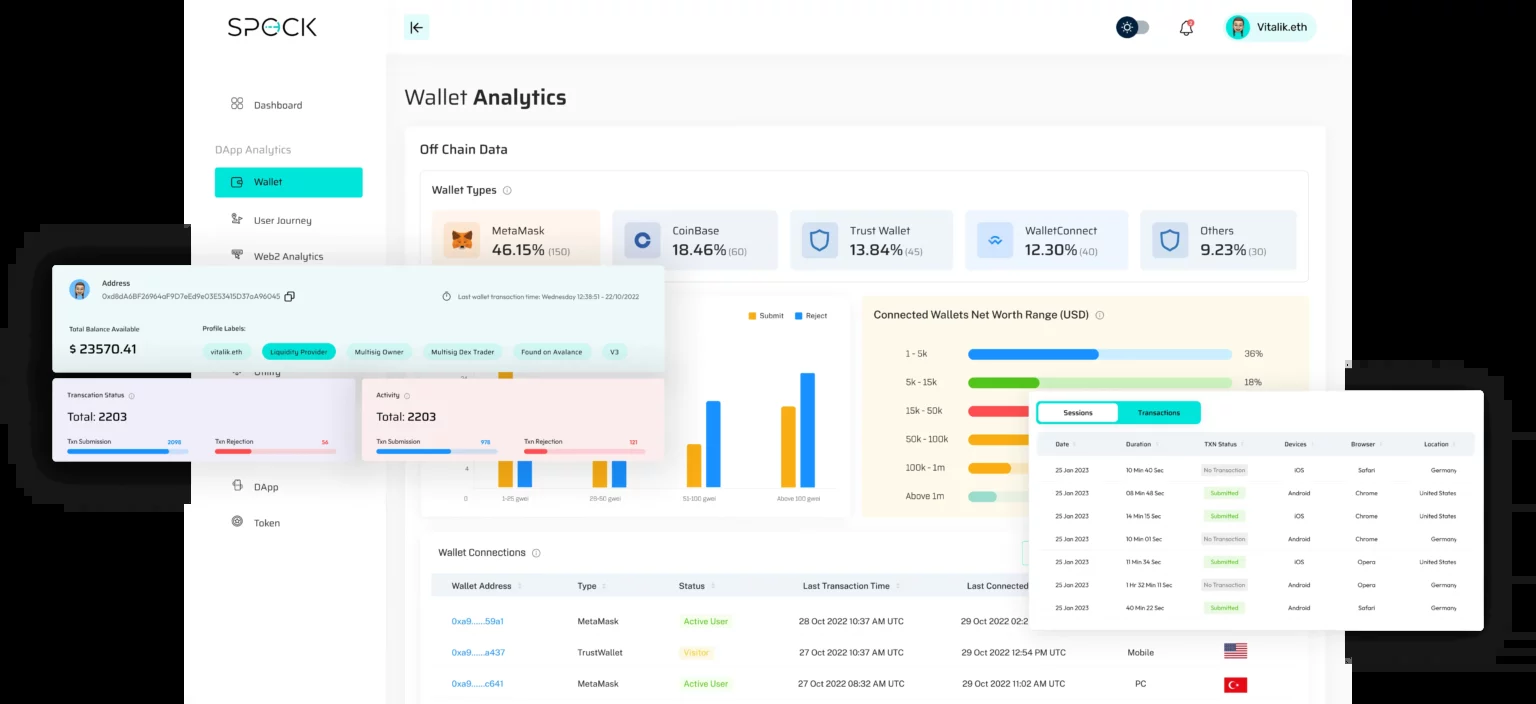 SPOCK
Vitalik.eth
Dashboard
DApp Analytics
Wallet
User Journey
Web2 Analytics
Utility
DApp
Token
Wallet Analytics
Off Chain Data
Wallet Types
MetaMask
46.15% (150)
CoinBase
18.46% (60)
Trust Wallet
13.84% (45)
WalletConnect
12.30% (40)
Others
9.23% (30)
Address
0xd8dA6BF26964aF9D7eEd9e03E53415D37aA96045
Last wallet transaction time: Wednesday 12:38:51 - 22/10/2022
Total Balance Available
$ 23570.41
Profile Labels:
vitalik.eth Liquidity Provider Multisig Owner Multisig Dex Trader Found on Avalance V3
Transcation Status
Total: 2203
Txn Submission 2098
Txn Rejection 56
Activity
Total: 2203
Txn Submission 978
Txn Rejection 121
Submit Reject
4
0
1-25 gwei 26-50 gwei 51-100 gwei Above 100 gwei
Connected Wallets Net Worth Range (USD)
1 - 5k 36%
5k - 15k 18%
15k - 50k
50k - 100k
100k - 1m
Above 1m
Sessions Transactions
Date Duration TXN Status Devices Browser Location
25 Jan 2023 10 Min 40 Sec No Transaction iOS Safari Germany
25 Jan 2023 08 Min 48 Sec Submitted Android Chrome United States
25 Jan 2023 14 Min 15 Sec Submitted iOS Chrome United States
25 Jan 2023 10 Min 01 Sec No Transaction Android Chrome Germany
25 Jan 2023 11 Min 34 Sec Submitted iOS Opera United States
25 Jan 2023 1 Hr 32 Min 11 Sec No Transaction Android Opera Germany
25 Jan 2023 40 Min 22 Sec Submitted Android Safari Germany
Wallet Connections
Wallet Address Type Status Last Transaction Time Last Connected
0xa9......59a1 MetaMask Active User 28 Oct 2022 10:37 AM UTC 29 Oct 2022 02:2
0xa9......a437 TrustWallet Visitor 27 Oct 2022 10:37 AM UTC 29 Oct 2022 12:54 PM UTC Mobile
0xa9......c641 MetaMask Active User 27 Oct 2022 08:32 AM UTC 29 Oct 2022 11:02 AM UTC PC